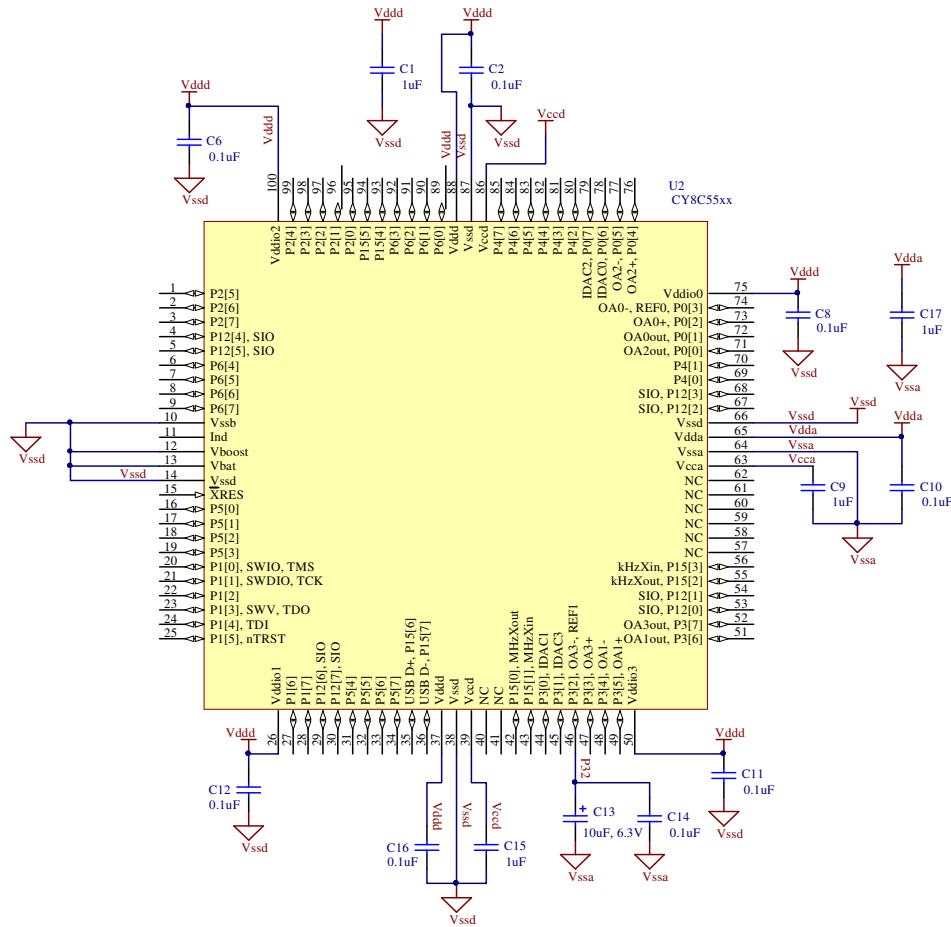 Vddd
C1
1uF
Vssd
Vddd
C2
0.1uF
Vssd
Vccd
Vddd
C6
0.1uF
Vssd
Vddd
Vddd
Vssd
U2
CY8C55xx
100
99
98
97
96
95
94
93
92
91
90
89
88
87
86
85
84
83
82
81
80
79
78
77
76
Vddio2
P2[4]
P2[3]
P2[2]
P2[1]
P2[0]
P15[5]
P15[4]
P6[3]
P6[2]
P6[1]
P6[0]
Vddd
Vssd
Vccd
P4[7]
P4[6]
P4[5]
P4[4]
P4[3]
P4[2]
IDAC2, P0[7]
IDAC0, P0[6]
OA2-, P0[5]
OA2+, P0[4]
1 P2[5]
2 P2[6]
3 P2[7]
4 P12[4], SIO
5 P12[5], SIO
6 P6[4]
7 P6[5]
8 P6[6]
9 P6[7]
10 Vssb
11 Ind
12 Vboost
13 Vbat
14 Vssd
15 XRES
16 P5[0]
17 P5[1]
18 P5[2]
19 P5[3]
20 P1[0], SWIO, TMS
21 P1[1], SWDIO, TCK
22 P1[2]
23 P1[3], SWV, TDO
24 P1[4], TDI
25 P1[5], nTRST
Vssd
Vssd
Vddio0 75
OA0-, REF0, P0[3] 74
OA0+, P0[2] 73
OA0out, P0[1] 72
OA2out, P0[0] 71
P4[1] 70
P4[0] 69
SIO, P12[3] 68
SIO, P12[2] 67
Vssd 66
Vdda 65
Vssa 64
Vcca 63
NC 62
NC 61
NC 60
NC 59
NC 58
NC 57
kHzXin, P15[3] 56
kHzXout, P15[2] 55
SIO, P12[1] 54
SIO, P12[0] 53
OA3out, P3[7] 52
OA1out, P3[6] 51
Vddd
C8
0.1uF
Vssd
Vdda
C17
1uF
Vssa
Vssd
Vssd
Vdda
Vdda
Vssa
Vcca
C9
1uF
C10
0.1uF
Vssa
Vddio1
P1[6]
P1[7]
P12[6], SIO
P12[7], SIO
P5[4]
P5[5]
P5[6]
P5[7]
USB D+, P15[6]
USB D-, P15[7]
Vddd
Vssd
Vccd
NC
NC
P15[0], MHzXout
P15[1], MHzXin
P3[0], IDAC1
P3[1], IDAC3
P3[2], OA3-, REF1
P3[3], OA3+
P3[4], OA1-
P3[5], OA1+
Vddio3
26
27
28
29
30
31
32
33
34
35
36
37
38
39
40
41
42
43
44
45
46
47
48
49
50
Vddd
C12
0.1uF
Vssd
Vddd
Vssd
Vccd
C16
0.1uF
C15
1uF
Vssd
P32
C13
10uF, 6.3V
Vssa
C14
0.1uF
Vssa
Vddd
C11
0.1uF
Vssd